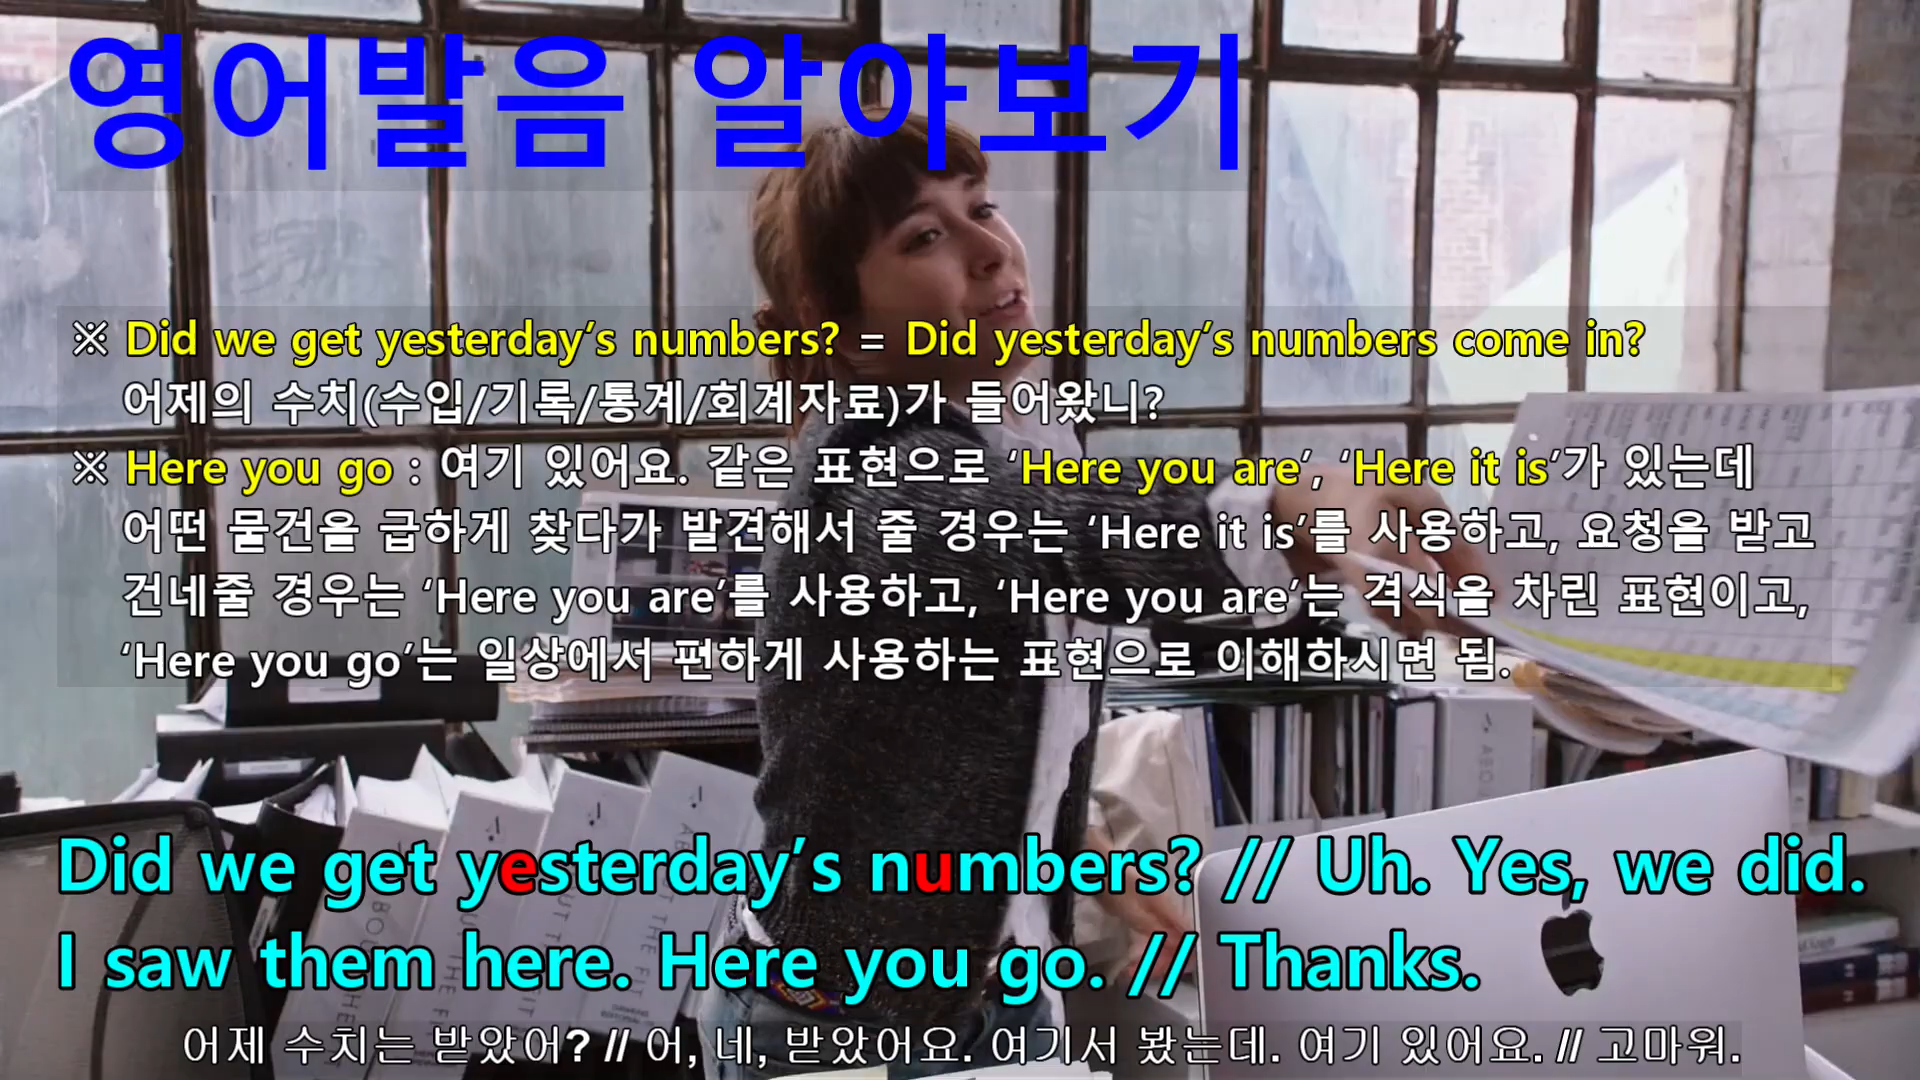 영어발음 알아보기
※ Did we get yesterday’s numbers? = Did yesterday’s numbers come in?
어제의 수치(수입/기록/통계/회계자료)가 들어왔니?
※ Here you go : 여기 있어요. 같은 표현으로 ‘Here you are’, ‘Here it is’가 있는데
어떤 물건을 급하게 찾다가 발견해서 줄 경우는 ‘Here it is’를 사용하고, 요청을 받고
건네줄 경우는 ‘Here you are’를 사용하고, ‘Here you are’는 격식을 차린 표현이고,
‘Here you go’는 일상에서 편하게 사용하는 표현으로 이해하시면 됨.
Did we get yesterday’s numbers? // Uh. Yes, we did.
I saw them here. Here you go. // Thanks.
어제 수치는 받았어? // 어, 네, 받았어요. 여기서 봤는데. 여기 있어요. // 고마워.